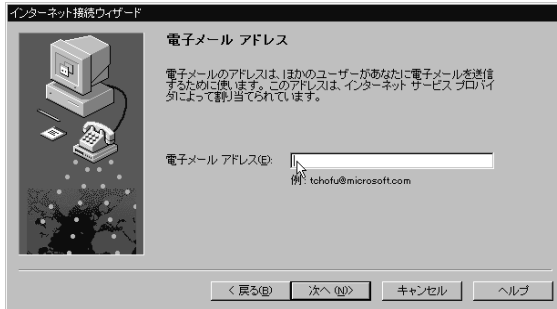 インターネット接続ウィザード
電子メール アドレス
電子メールのアドレスは、ほかのユーザーがあなたに電子メールを送信
するために使います。このアドレスは、インターネット サービス プロバイ
ダによって割り当てられています。
電子メール アドレス(E):
例: tchofu@microsoft.com
< 戻る(B)
次へ(N)>
キャンセル
ヘルプ